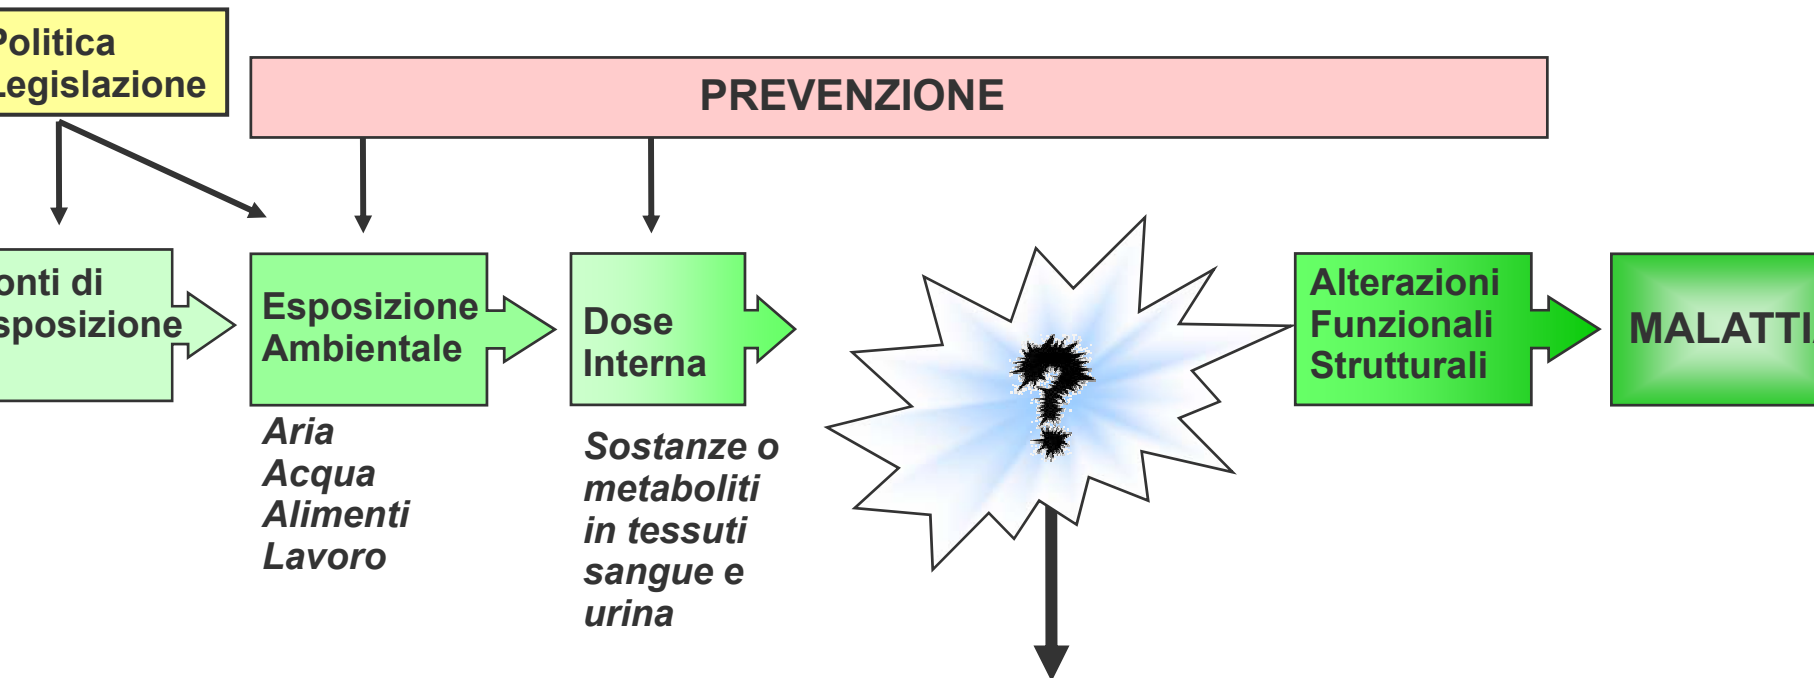 Politica
Legislazione
PREVENZIONE
onti di
sposizione
Esposizione
Ambientale
Dose
Interna
?
Alterazioni
Funzionali
Strutturali
MALATTIA
Aria
Acqua
Alimenti
Lavoro
Sostanze o
metaboliti
in tessuti
sangue e
urina